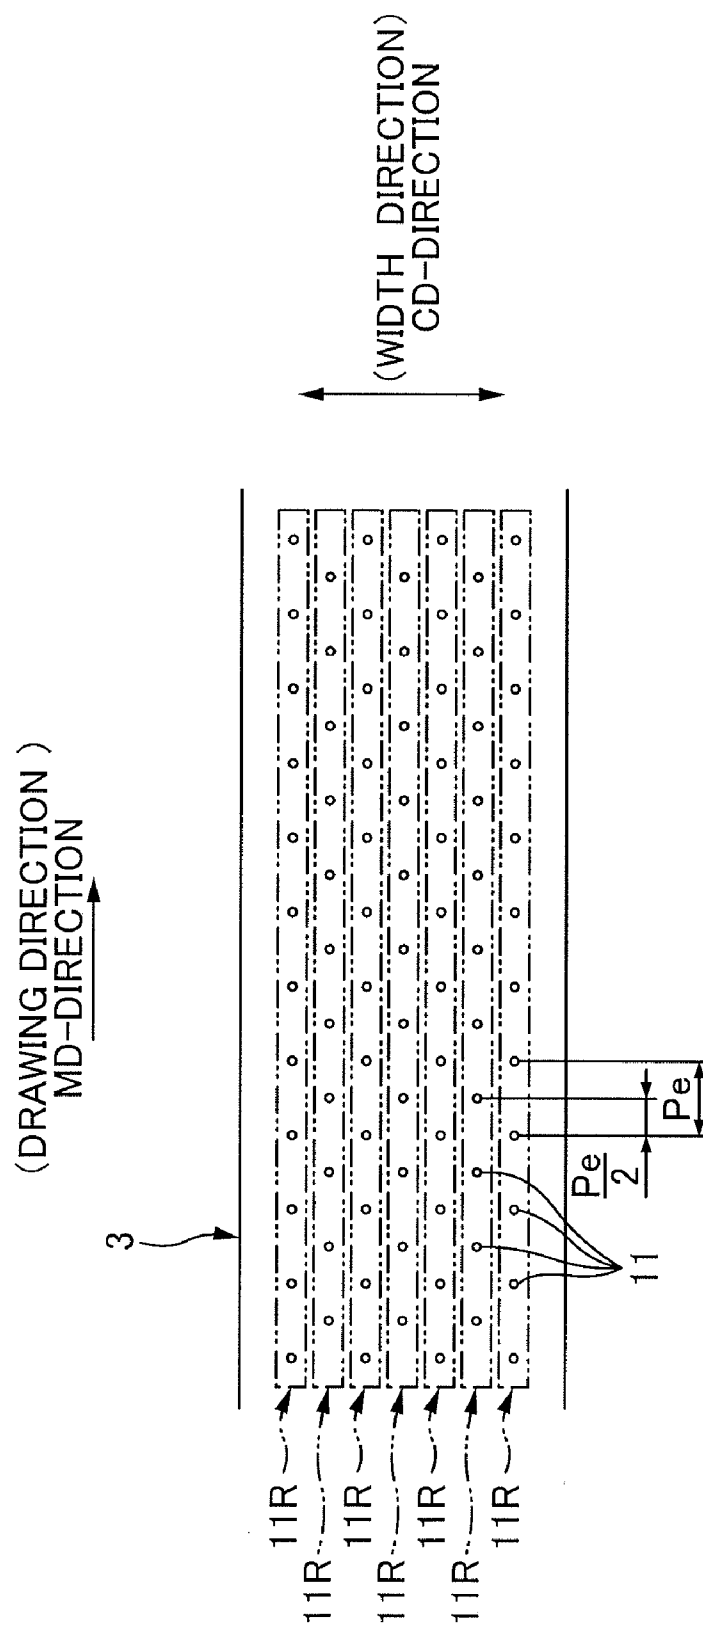 (DRAWING DIRECTION )
MD-DIRECTION
(WIDTH DIRECTION)
CD-DIRECTION
3
11R
11R
11R
11R
11R
11R
11R
11
Pe
2
Pe